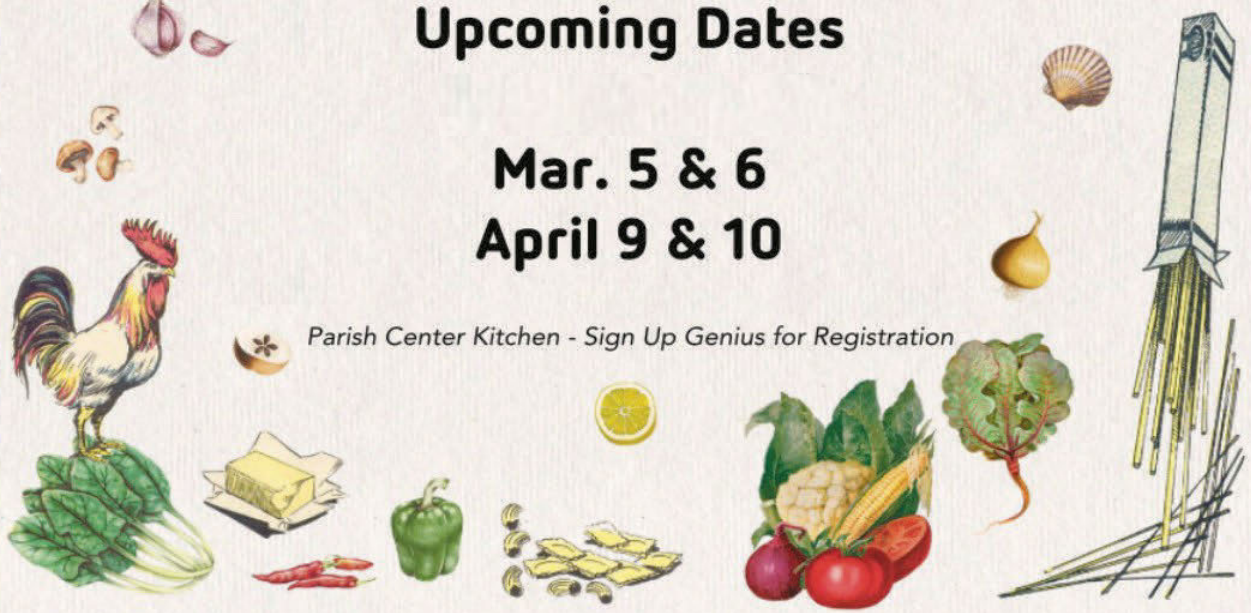 Upcoming Dates
Mar. 5 & 6
April 9 & 10
Parish Center Kitchen - Sign Up Genius for Registration